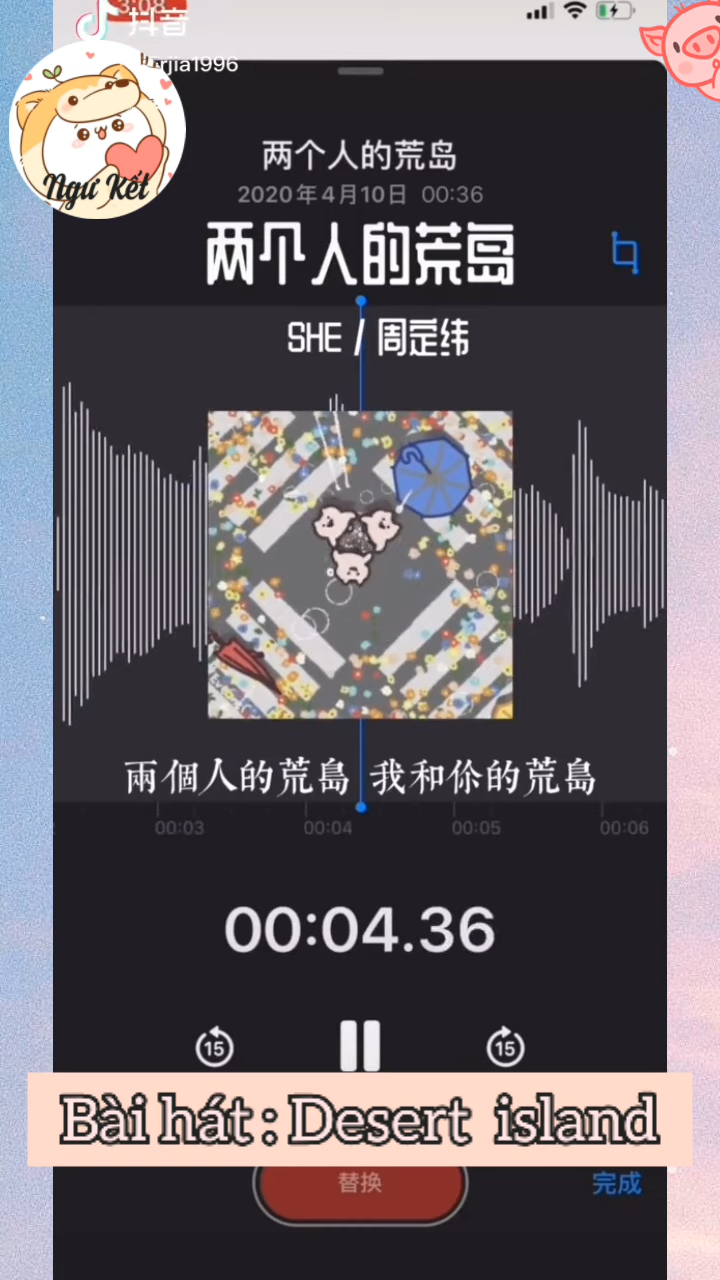 3:08
抖音
rjia1996
Ngư Kết
两个人的荒岛
2020年4月10日 00:36
两个人的荒岛
SHE / 周定纬
兩個人的荒島 我和你的荒島
00:03 00:04 00:05 00:06
00:04.36
15 15
Bài hát : Desert island
替换 完成